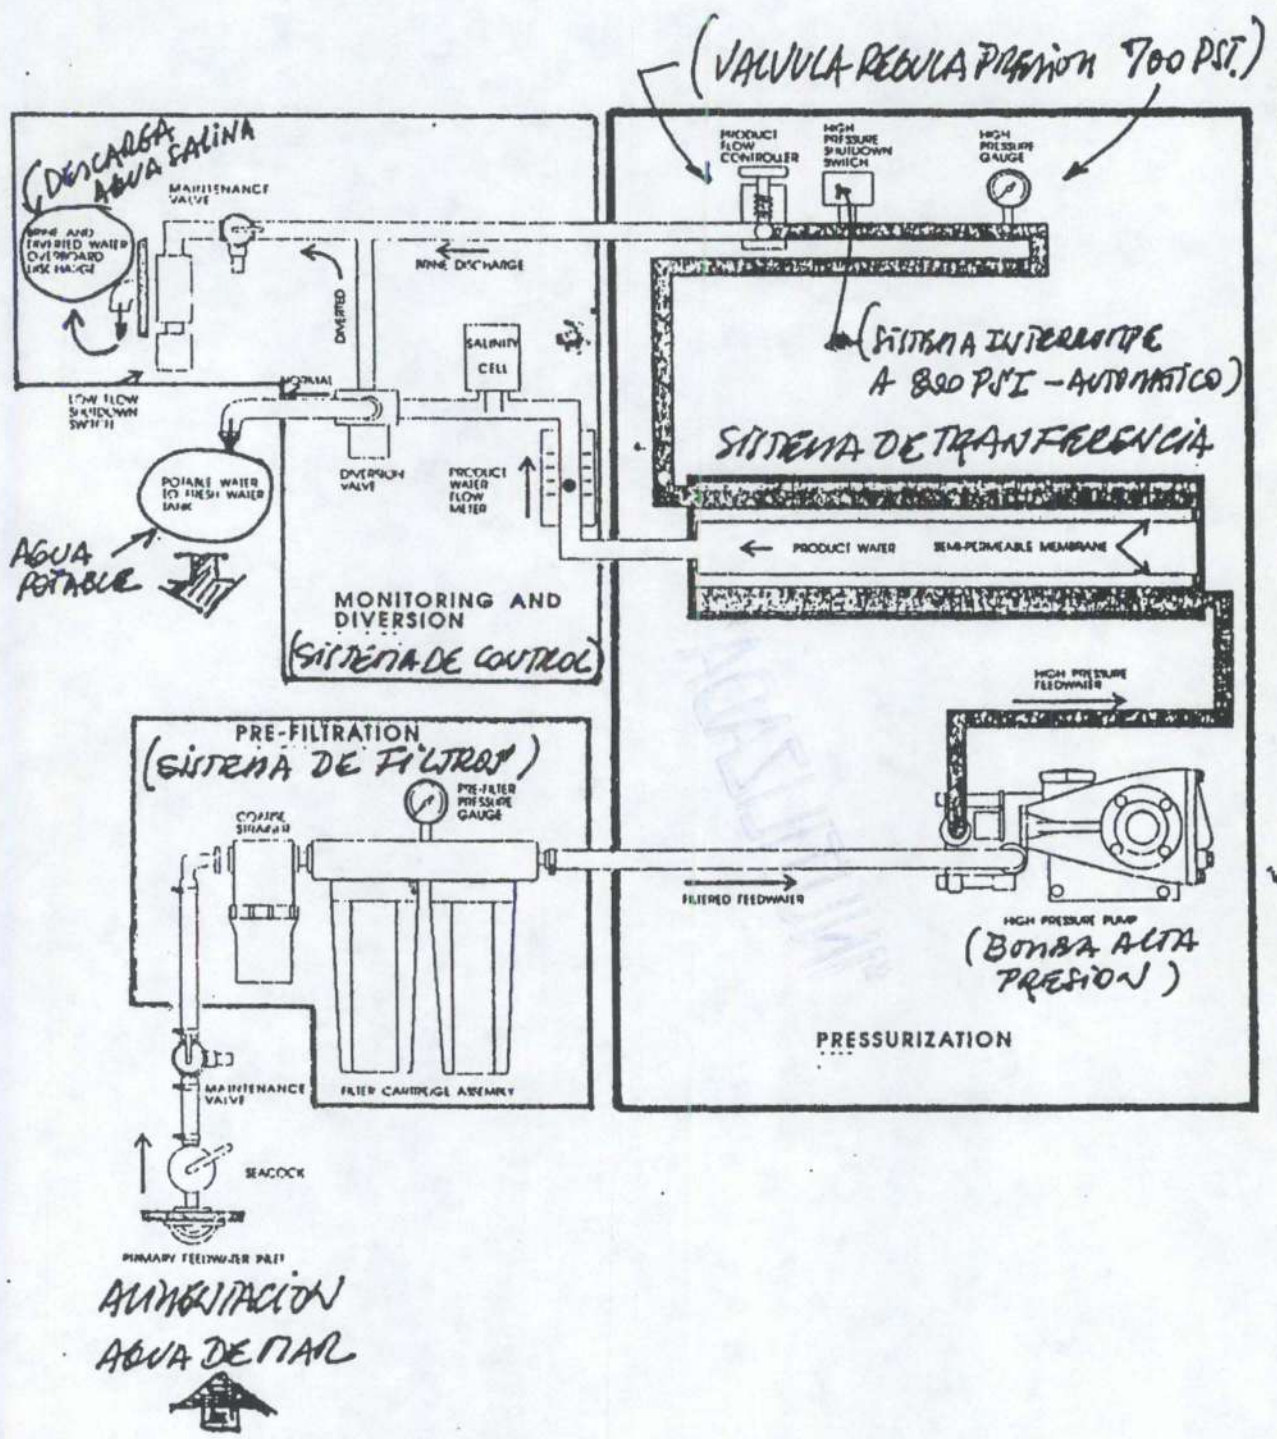 (VALVULA REGULA PRESION 700 PSI.)
(DESCARGA
AGUA SALINA
MAINTENANCE
VALVE
BRINE AND
DIVERTED WATER
OVERBOARD
DISCHARGE
PRODUCT
FLOW
CONTROLLER
HIGH
PRESSURE
SHUTDOWN
SWITCH
HIGH
PRESSURE
GAUGE
BRINE DISCHARGE
DIVERTED
SALINITY
CELL
(SISTEMA INTERRUMPE
A 800 PSI - AUTOMATICO)
NORMAL
LOW FLOW
SHUTDOWN
SWITCH
SISTEMA DE TRANFERENCIA
POTABLE WATER
TO FRESH WATER
TANK
DIVERSION
VALVE
PRODUCT
WATER
FLOW
METER
PRODUCT WATER
SEMI-PERMEABLE MEMBRANE
AGUA
POTABLE
MONITORING AND
DIVERSION
(SISTEMA DE CONTROL)
HIGH PRESSURE
FEEDWATER
PRE-FILTRATION
(SISTEMA DE FILTROS)
PRE-FILTER
PRESSURE
GAUGE
COARSE
STRAINER
FILTERED FEEDWATER
HIGH PRESSURE PUMP
(BOMBA ALTA
PRESION)
PRESSURIZATION
FILTER CARTRIDGE ASSEMBLY
MAINTENANCE
VALVE
SEACOCK
PRIMARY FEEDWATER INLET
ALIMENTACION
AGUA DE MAR